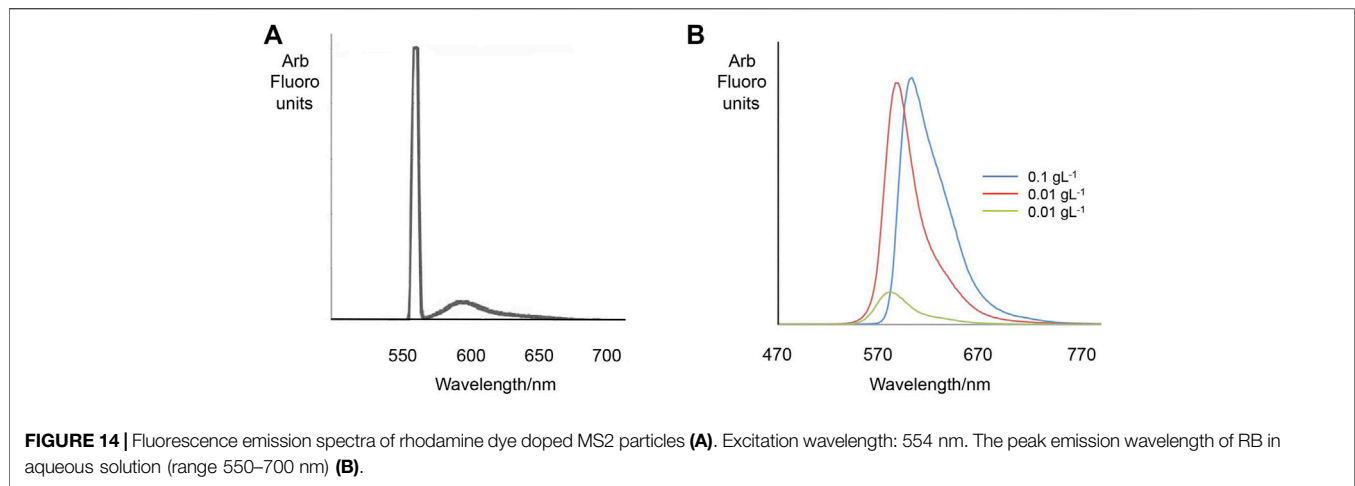 A
Arb
Fluoro
units
550 600 650 700
Wavelength/nm
B
Arb
Fluoro
units
0.1 gL⁻¹
0.01 gL⁻¹
0.01 gL⁻¹
470 570 670 770
Wavelength/nm
FIGURE 14 | Fluorescence emission spectra of rhodamine dye doped MS2 particles (A). Excitation wavelength: 554 nm. The peak emission wavelength of RB in
aqueous solution (range 550–700 nm) (B).